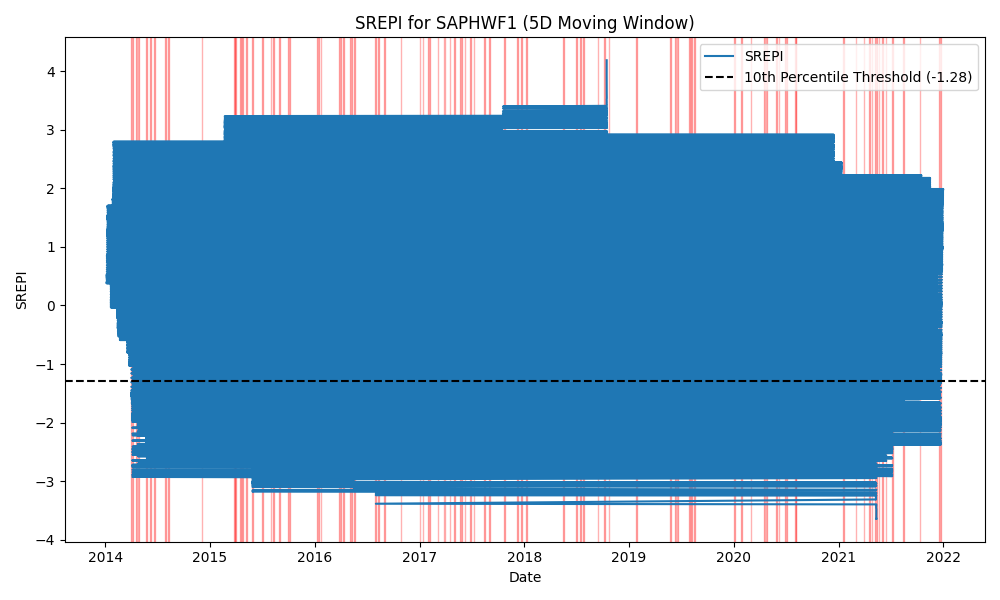 SREPI for SAPHWF1 (5D Moving Window)
SREPI
10th Percentile Threshold (-1.28)
SREPI
4
3
2
1
0
−1
−2
−3
−4
2014 2015 2016 2017 2018 2019 2020 2021 2022
Date